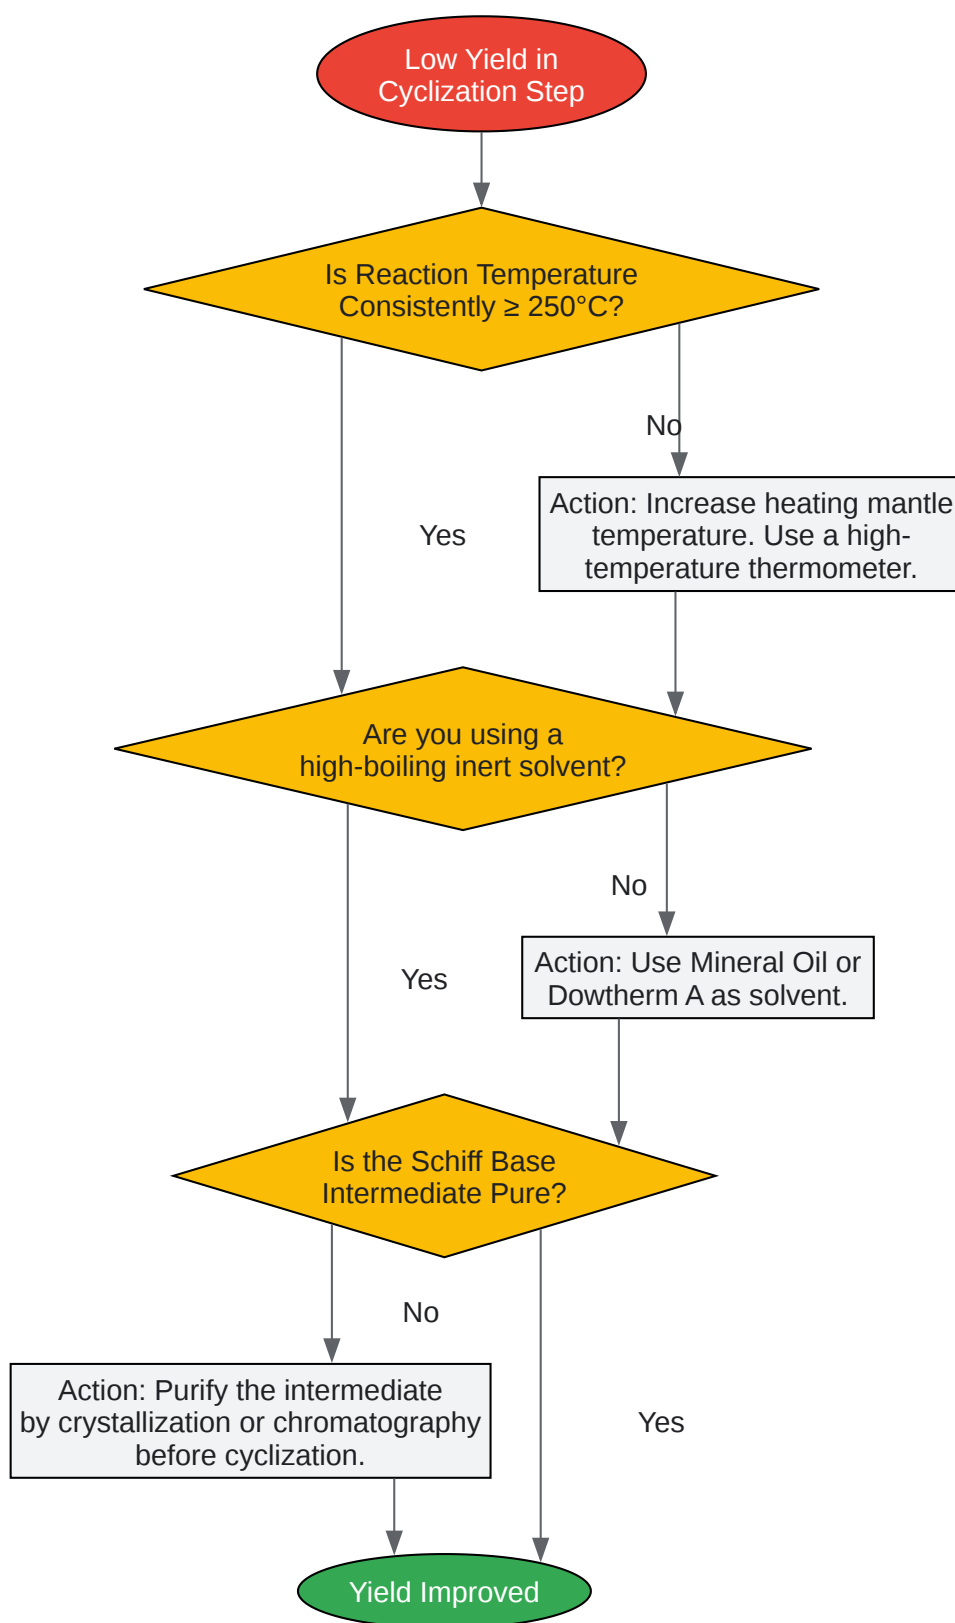 Low Yield in
Cyclization Step
Is Reaction Temperature
Consistently ≥ 250°C?
No
Action: Increase heating mantle
temperature. Use a high-
temperature thermometer.
Yes
Are you using a
high-boiling inert solvent?
No
Action: Use Mineral Oil or
Dowtherm A as solvent.
Yes
Is the Schiff Base
Intermediate Pure?
No
Action: Purify the intermediate
by crystallization or chromatography
before cyclization.
Yes
Yield Improved